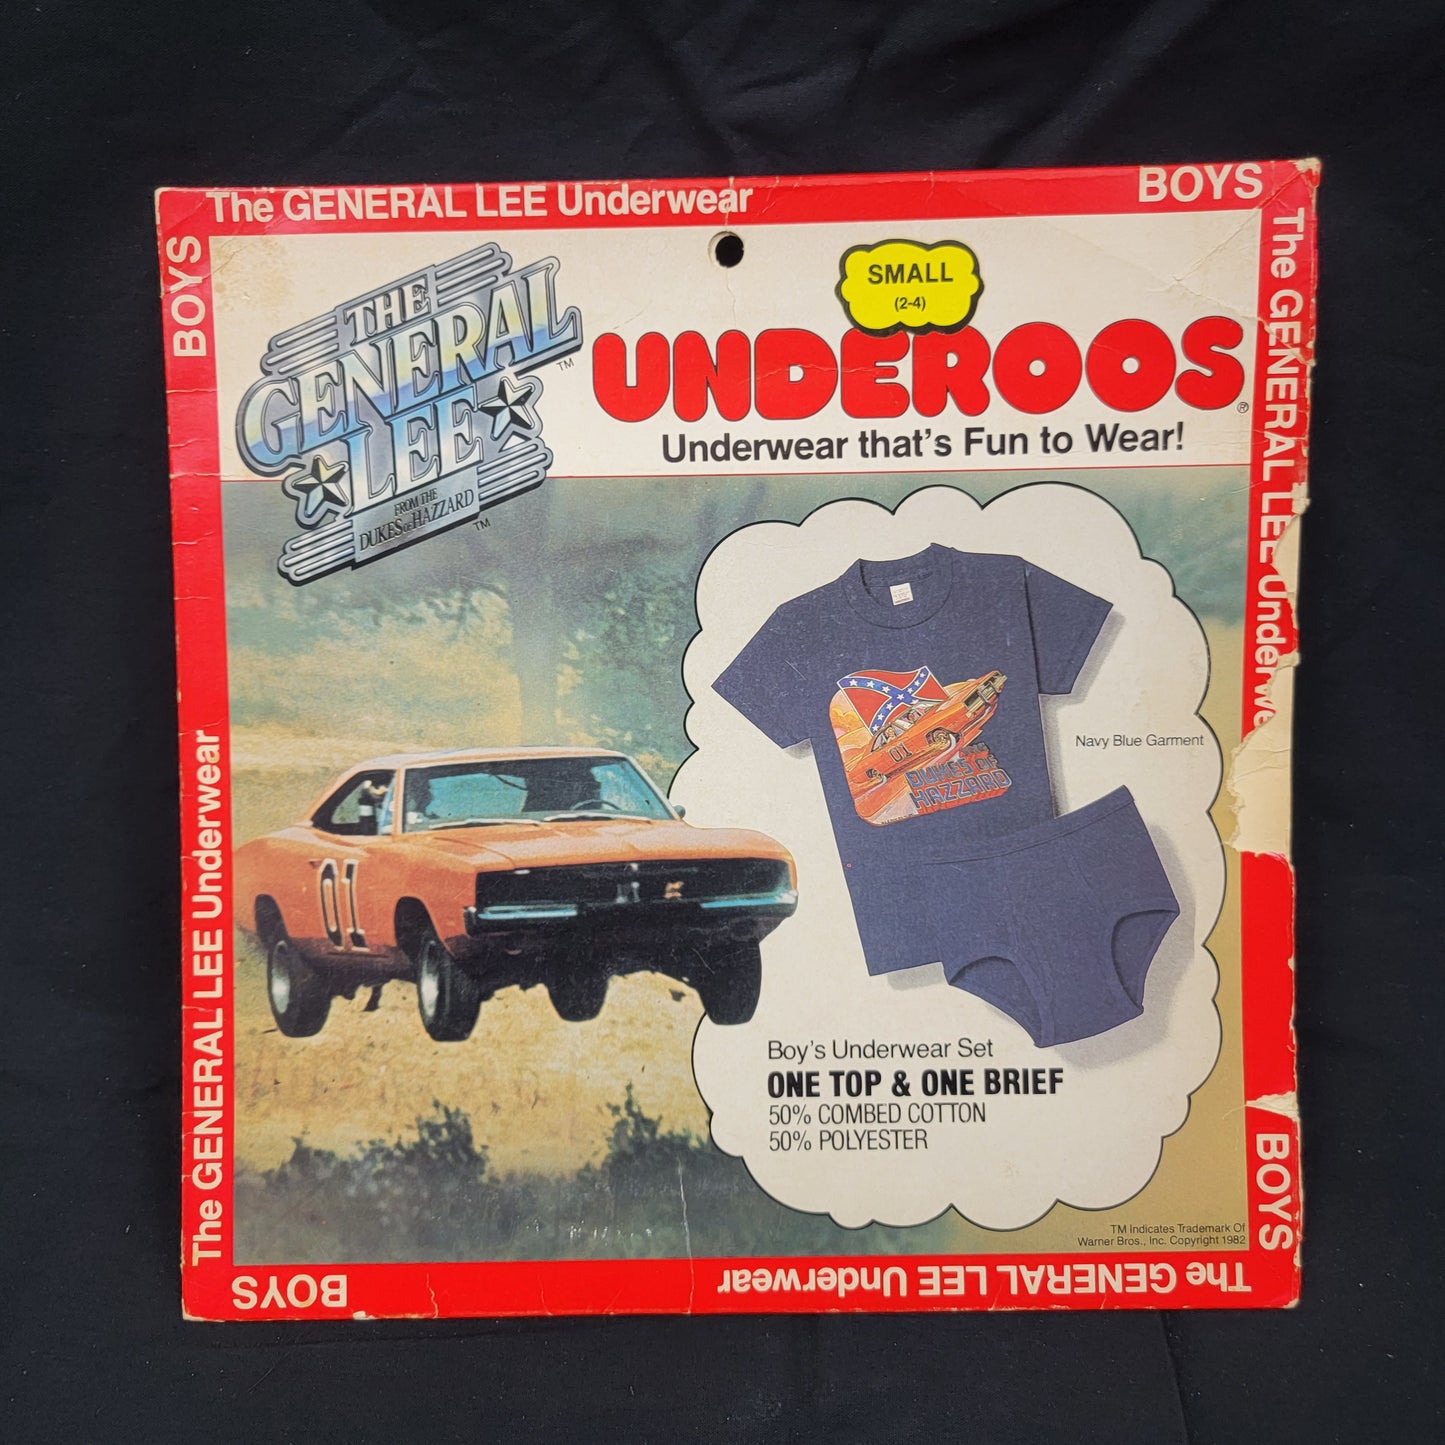 The GENERAL LEE Underwear
BOYS
BOYS
The GENERAL LEE Underwear
The GENERAL LEE Underwe
BOYS
THE
GENERAL
LEE
TM
FROM THE
DUKES OF HAZZARD
TM
SMALL
(2-4)
UNDEROOS®
Underwear that's Fun to Wear!
01
01
DUKES OF
HAZZARD
Navy Blue Garment
Boy's Underwear Set
ONE TOP & ONE BRIEF
50% COMBED COTTON
50% POLYESTER
TM Indicates Trademark Of
Warner Bros., Inc. Copyright 1982
The GENERAL LEE Underwear
BOYS